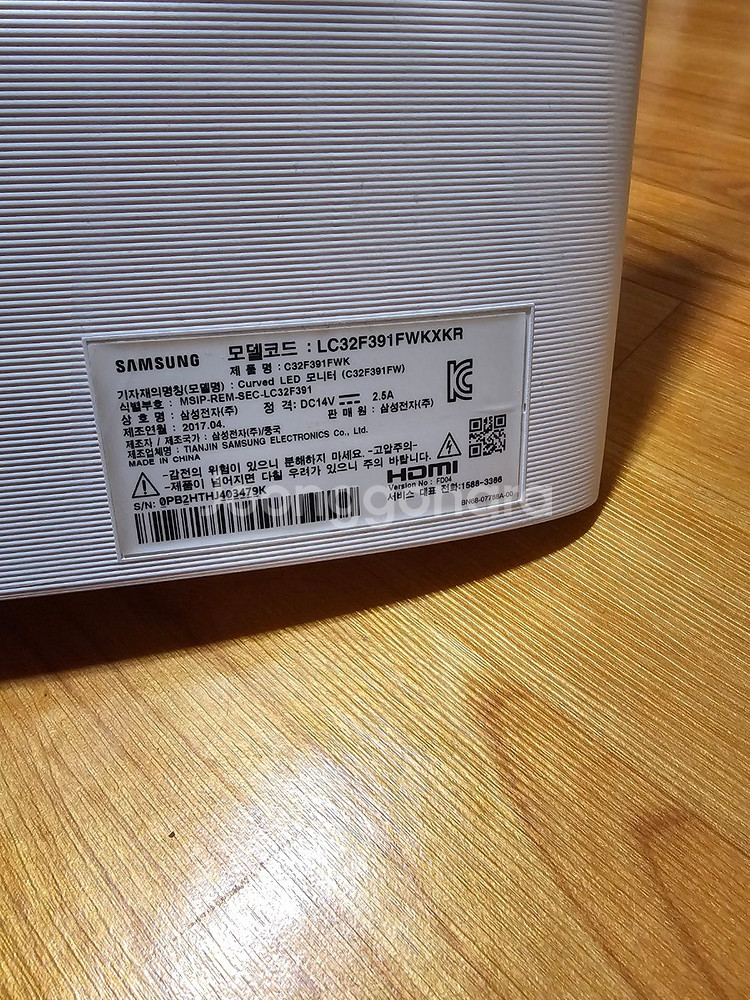 SAMSUNG
모델코드 : LC32F391FWKXKR
제 품 명 : C32F391FWK
기자재의명칭(모델명) : Curved LED 모니터 (C32F391FW)
식별부호 : MSIP-REM-SEC-LC32F391
상 호 명 : 삼성전자(주) 정 격: DC14V 2.5A
제조연월 : 2017.04. 판 매 원 : 삼성전자(주)
제조자 / 제조국가 : 삼성전자(주)/중국
제조업체명 : TIANJIN SAMSUNG ELECTRONICS Co., Ltd.
MADE IN CHINA
-감전의 위험이 있으니 분해하지 마세요. -고압주의-
-제품이 넘어지면 다칠 우려가 있으니 주의 바랍니다.
HDMI
S/N: 0PB2HTHJ403479K
Version No : FD04
서비스 대표 전화:1588-3366
BN68-07788A-00
joonggonara